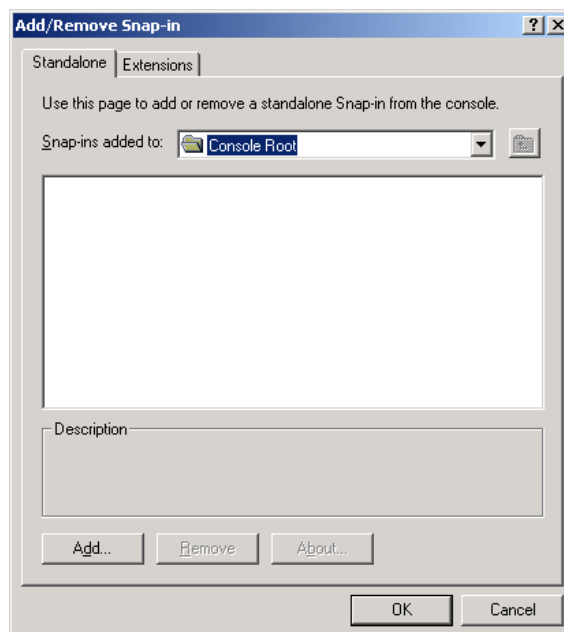 Add/Remove Snap-in
Standalone Extensions
Use this page to add or remove a standalone Snap-in from the console.
Snap-ins added to: Console Root
Description
Add... Remove About...
OK Cancel